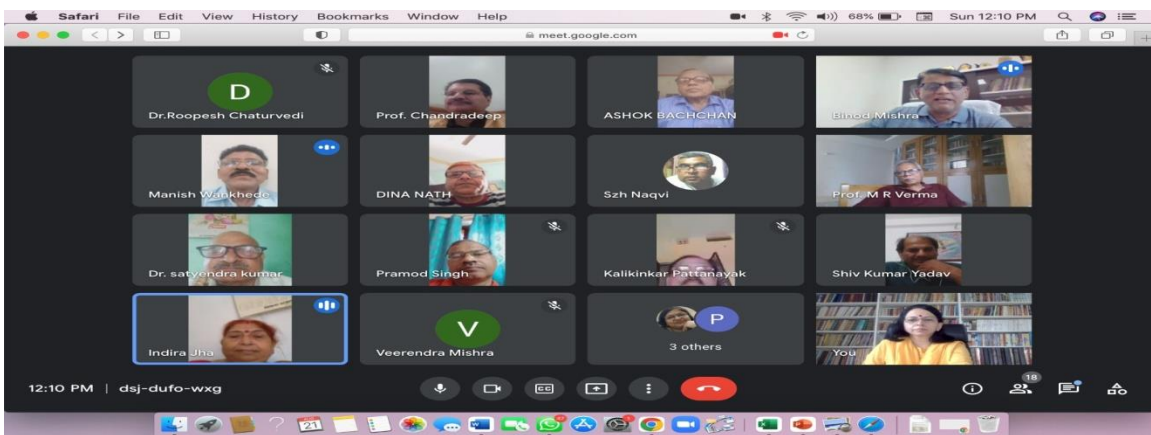 Safari File Edit View History Bookmarks Window Help 68% Sun 12:10 PM
meet.google.com
D
Dr.Roopesh Chaturvedi
Prof. Chandradeep
ASHOK BACHCHAN
Binod Mishra
Manish Wankhede
DINA NATH
Szh Naqvi
Prof. M R Verma
Dr. satyendra kumar
Pramod Singh
Kalikinkar Pattanayak
Shiv Kumar Yadav
Indira Jha
V
Veerendra Mishra
P
3 others
You
12:10 PM | dsj-dufo-wxg
CC
18
21